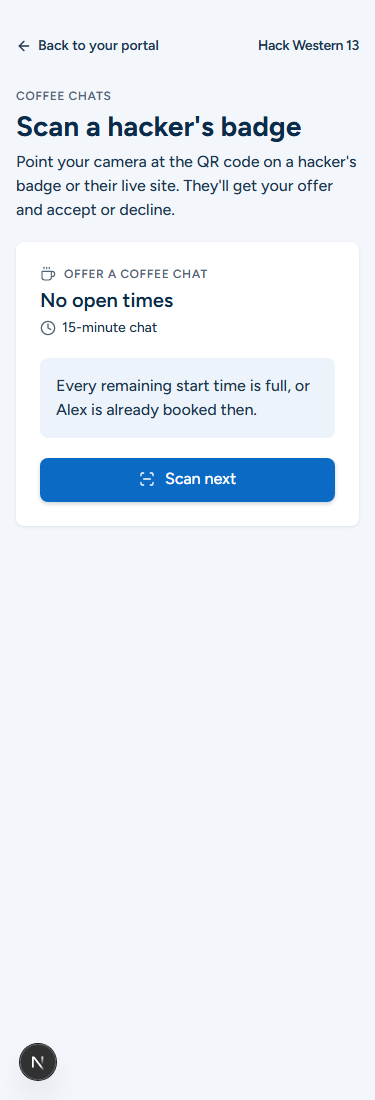 Back to your portal
Hack Western 13
COFFEE CHATS
Scan a hacker's badge
Point your camera at the QR code on a hacker's
badge or their live site. They'll get your offer
and accept or decline.
OFFER A COFFEE CHAT
No open times
15-minute chat
Every remaining start time is full, or
Alex is already booked then.
Scan next
N